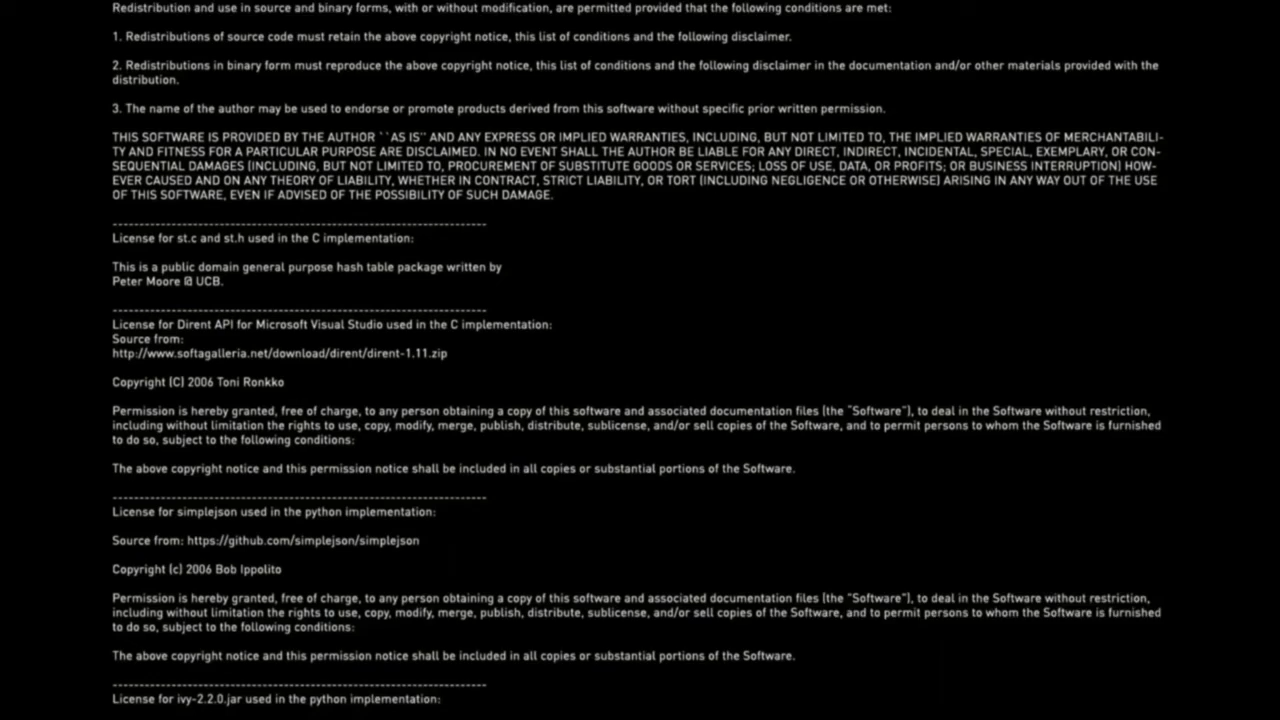 Redistribution and use in source and binary forms, with or without modification, are permitted provided that the following conditions are met:
1. Redistributions of source code must retain the above copyright notice, this list of conditions and the following disclaimer.
2. Redistributions in binary form must reproduce the above copyright notice, this list of conditions and the following disclaimer in the documentation and/or other materials provided with the
distribution.
3. The name of the author may be used to endorse or promote products derived from this software without specific prior written permission.
THIS SOFTWARE IS PROVIDED BY THE AUTHOR ``AS IS'' AND ANY EXPRESS OR IMPLIED WARRANTIES, INCLUDING, BUT NOT LIMITED TO, THE IMPLIED WARRANTIES OF MERCHANTABILI-
TY AND FITNESS FOR A PARTICULAR PURPOSE ARE DISCLAIMED. IN NO EVENT SHALL THE AUTHOR BE LIABLE FOR ANY DIRECT, INDIRECT, INCIDENTAL, SPECIAL, EXEMPLARY, OR CON-
SEQUENTIAL DAMAGES (INCLUDING, BUT NOT LIMITED TO, PROCUREMENT OF SUBSTITUTE GOODS OR SERVICES; LOSS OF USE, DATA, OR PROFITS; OR BUSINESS INTERRUPTION) HOW-
EVER CAUSED AND ON ANY THEORY OF LIABILITY, WHETHER IN CONTRACT, STRICT LIABILITY, OR TORT (INCLUDING NEGLIGENCE OR OTHERWISE) ARISING IN ANY WAY OUT OF THE USE
OF THIS SOFTWARE, EVEN IF ADVISED OF THE POSSIBILITY OF SUCH DAMAGE.
----------------------------------------------------------------------
License for st.c and st.h used in the C implementation:
This is a public domain general purpose hash table package written by
Peter Moore @ UCB.
----------------------------------------------------------------------
License for Dirent API for Microsoft Visual Studio used in the C implementation:
Source from:
http://www.softagalleria.net/download/dirent/dirent-1.11.zip
Copyright (C) 2006 Toni Ronkko
Permission is hereby granted, free of charge, to any person obtaining a copy of this software and associated documentation files (the "Software"), to deal in the Software without restriction,
including without limitation the rights to use, copy, modify, merge, publish, distribute, sublicense, and/or sell copies of the Software, and to permit persons to whom the Software is furnished
to do so, subject to the following conditions:
The above copyright notice and this permission notice shall be included in all copies or substantial portions of the Software.
----------------------------------------------------------------------
License for simplejson used in the python implementation:
Source from: https://github.com/simplejson/simplejson
Copyright (c) 2006 Bob Ippolito
Permission is hereby granted, free of charge, to any person obtaining a copy of this software and associated documentation files (the "Software"), to deal in the Software without restriction,
including without limitation the rights to use, copy, modify, merge, publish, distribute, sublicense, and/or sell copies of the Software, and to permit persons to whom the Software is furnished
to do so, subject to the following conditions:
The above copyright notice and this permission notice shall be included in all copies or substantial portions of the Software.
----------------------------------------------------------------------
License for ivy-2.2.0.jar used in the python implementation: